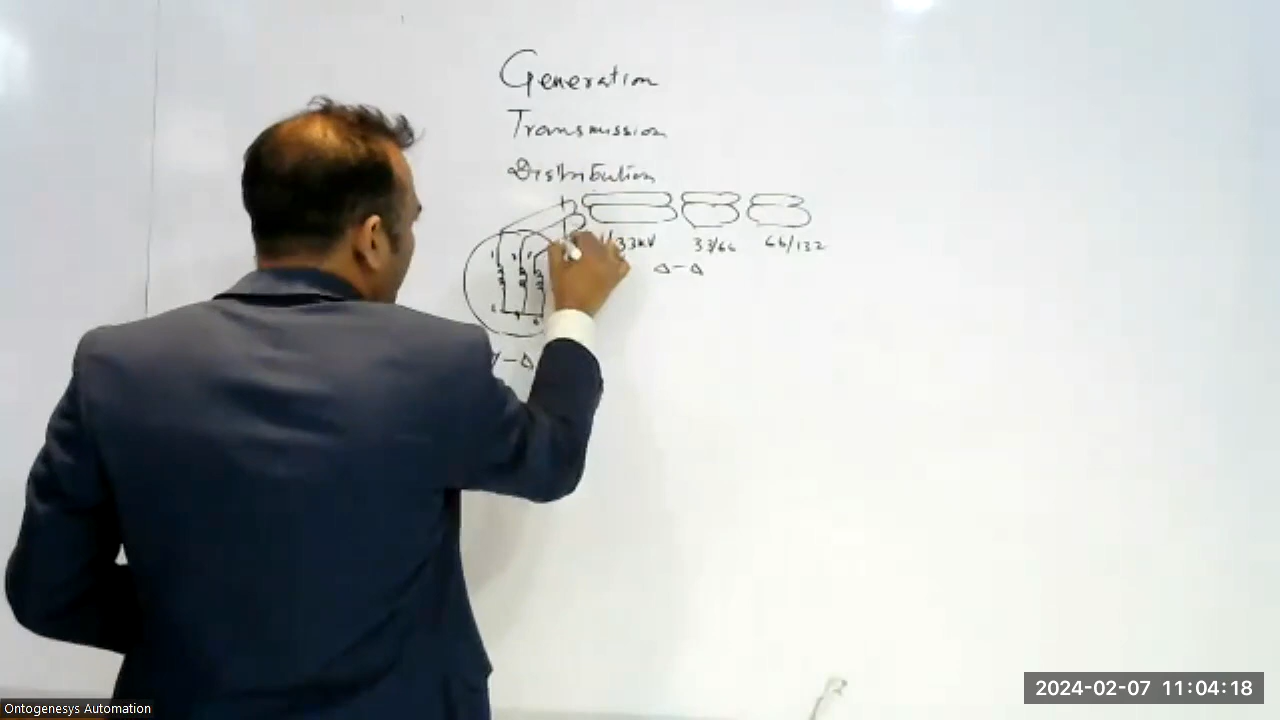 Generation
Transmission
Distribution
/33kV 33/66 66/132
Δ-Δ
Y-Δ
Ontogenesys Automation
2024-02-07 11:04:18